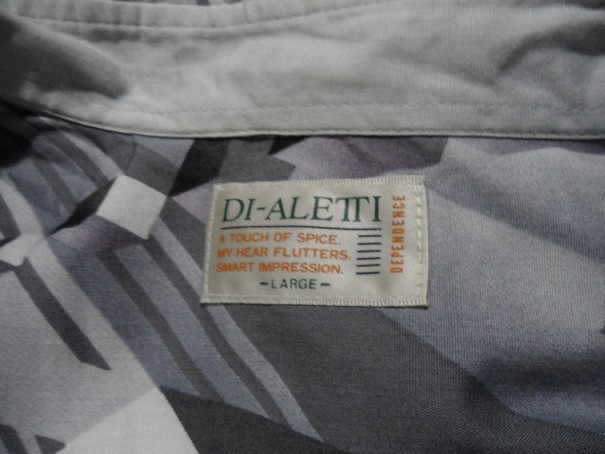 DI-ALETTI
A TOUCH OF SPICE.
MY HEAR FLUTTERS.
SMART IMPRESSION.
-LARGE-
DEPENDENCE